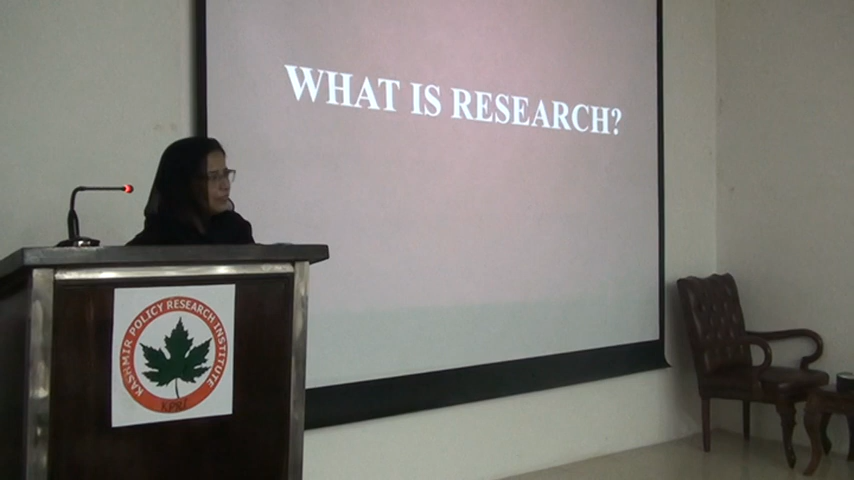 WHAT IS RESEARCH?
KASHMIR POLICY RESEARCH INSTITUTE
KPRI